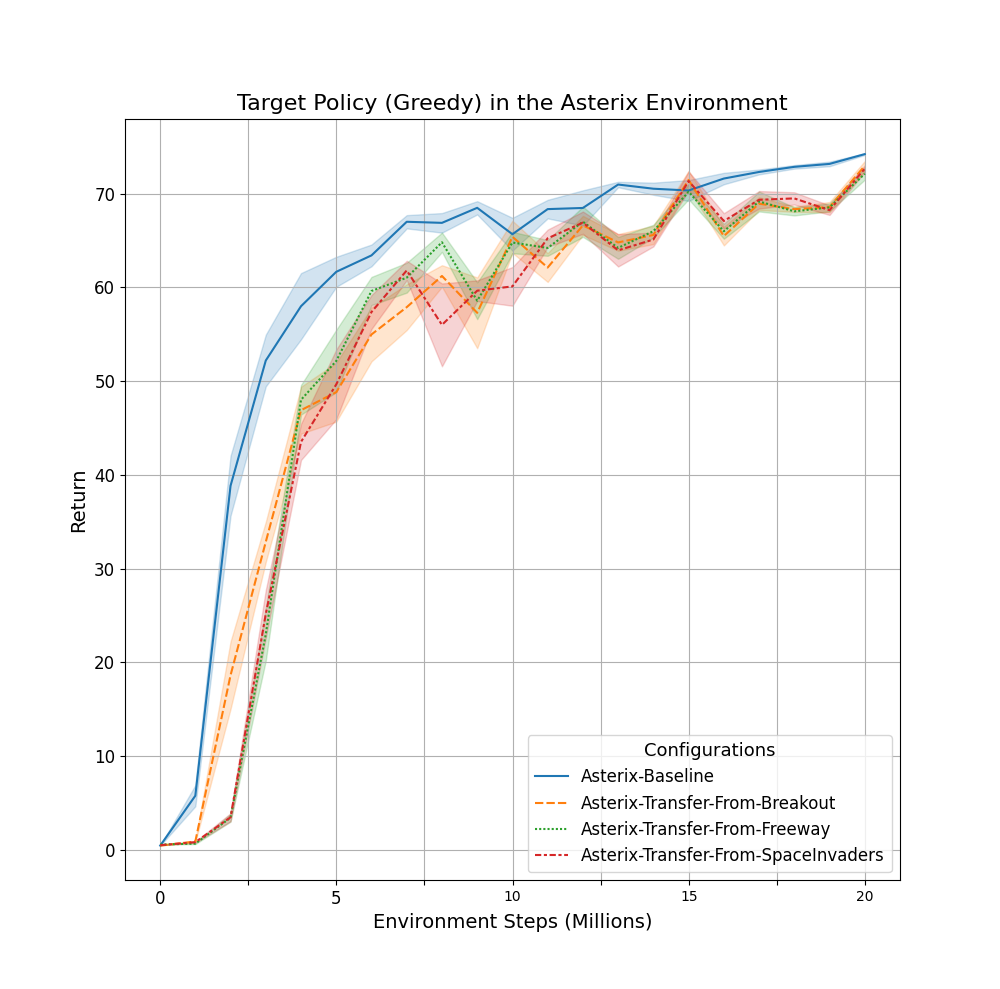 Target Policy (Greedy) in the Asterix Environment
Return
70
60
50
40
30
20
10
0
Configurations
Asterix-Baseline
Asterix-Transfer-From-Breakout
Asterix-Transfer-From-Freeway
Asterix-Transfer-From-SpaceInvaders
0 5 10 15 20
Environment Steps (Millions)